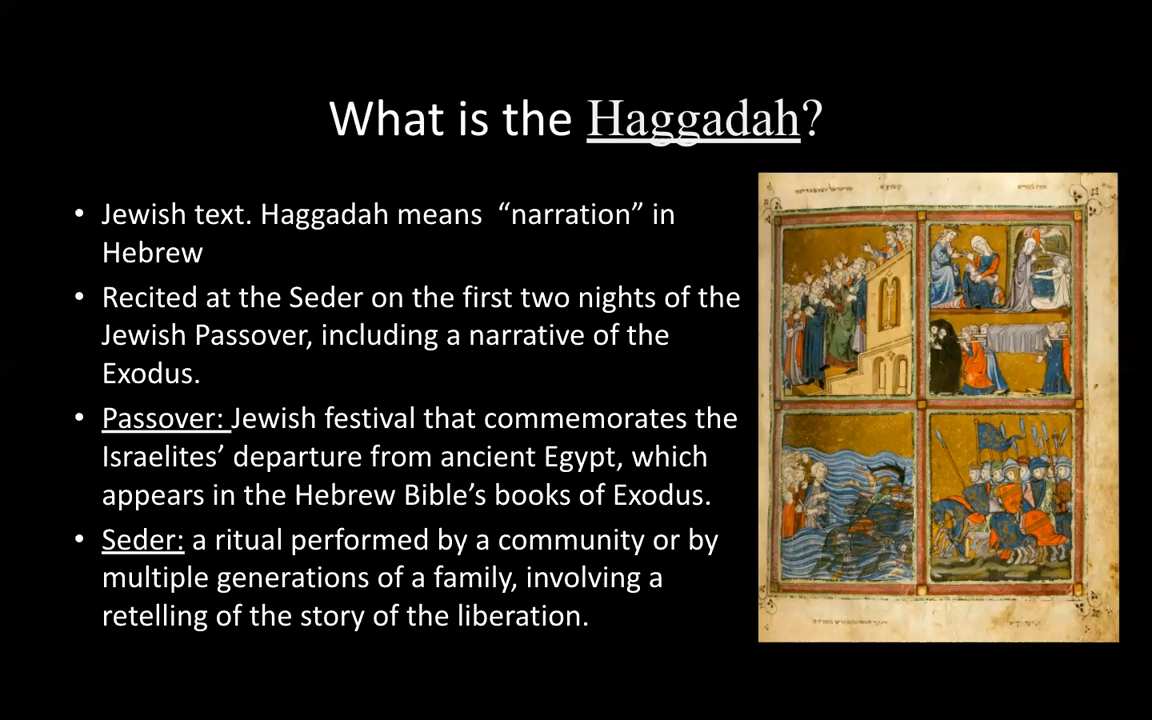 What is the Haggadah?
• Jewish text. Haggadah means “narration” in
Hebrew
• Recited at the Seder on the first two nights of the
Jewish Passover, including a narrative of the
Exodus.
• Passover: Jewish festival that commemorates the
Israelites’ departure from ancient Egypt, which
appears in the Hebrew Bible’s books of Exodus.
• Seder: a ritual performed by a community or by
multiple generations of a family, involving a
retelling of the story of the liberation.